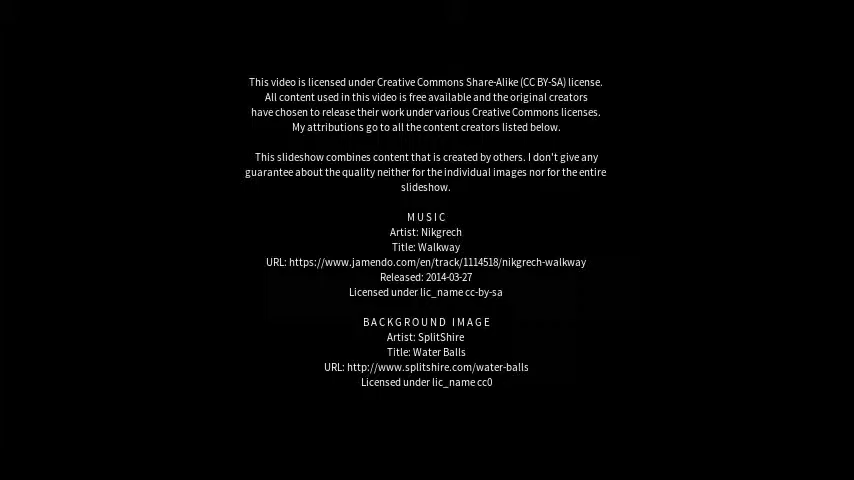 This video is licensed under Creative Commons Share-Alike (CC BY-SA) license.
All content used in this video is free available and the original creators
have chosen to release their work under various Creative Commons licenses.
My attributions go to all the content creators listed below.
This slideshow combines content that is created by others. I don't give any
guarantee about the quality neither for the individual images nor for the entire
slideshow.
M U S I C
Artist: Nikgrech
Title: Walkway
URL: https://www.jamendo.com/en/track/1114518/nikgrech-walkway
Released: 2014-03-27
Licensed under lic_name cc-by-sa
B A C K G R O U N D   I M A G E
Artist: SplitShire
Title: Water Balls
URL: http://www.splitshire.com/water-balls
Licensed under lic_name cc0